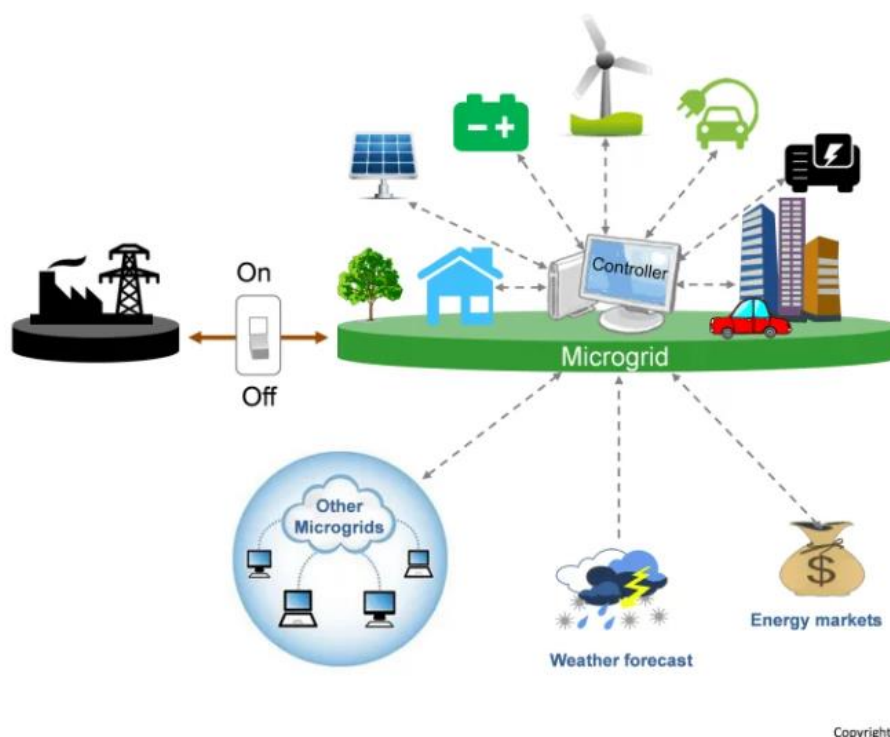 Controller
On
Off
Microgrid
Other
Microgrids
$
Energy markets
Weather forecast
Copyright